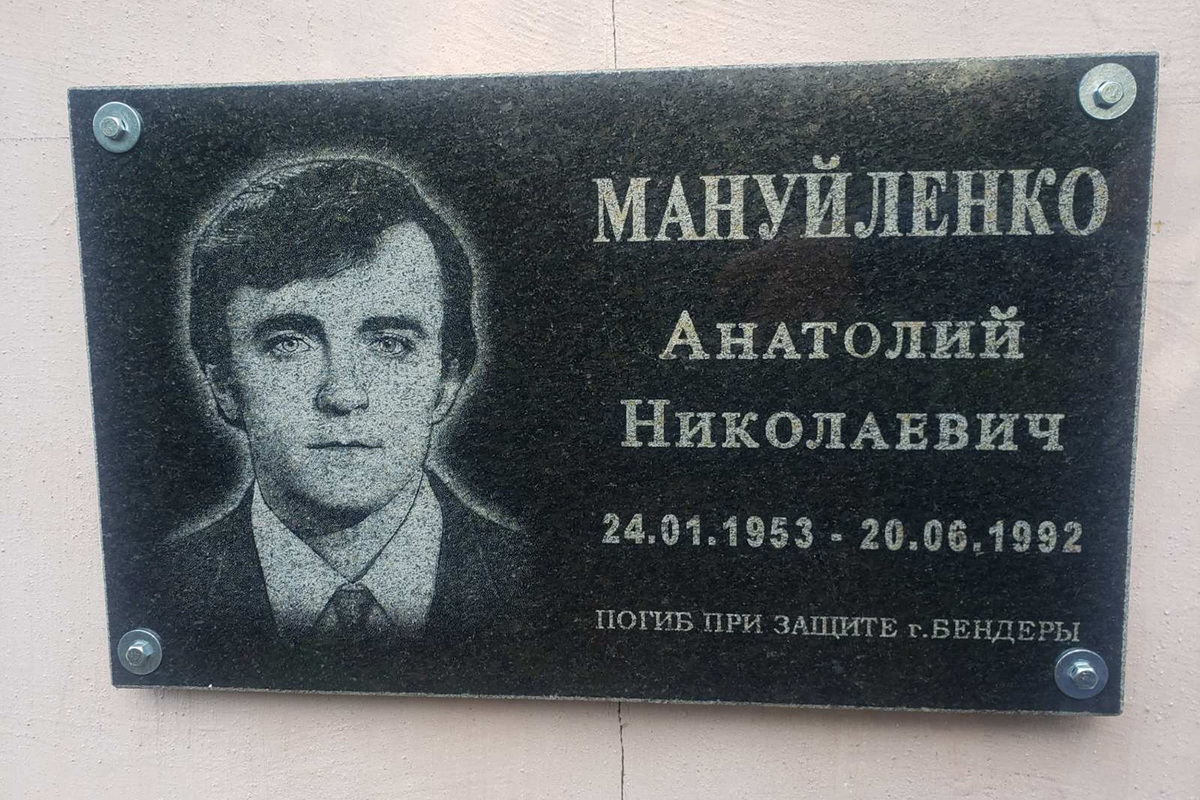 МАНУЙЛЕНКО
АНАТОЛИЙ
НИКОЛАЕВИЧ
24.01.1953 - 20.06.1992
ПОГИБ ПРИ ЗАЩИТЕ г.БЕНДЕРЫ